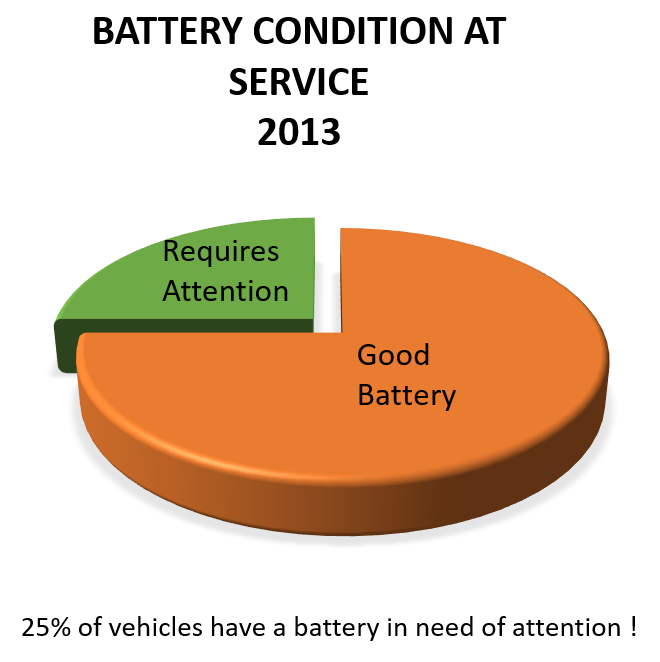 BATTERY CONDITION AT
SERVICE
2013
Requires
Attention
Good
Battery
25% of vehicles have a battery in need of attention !